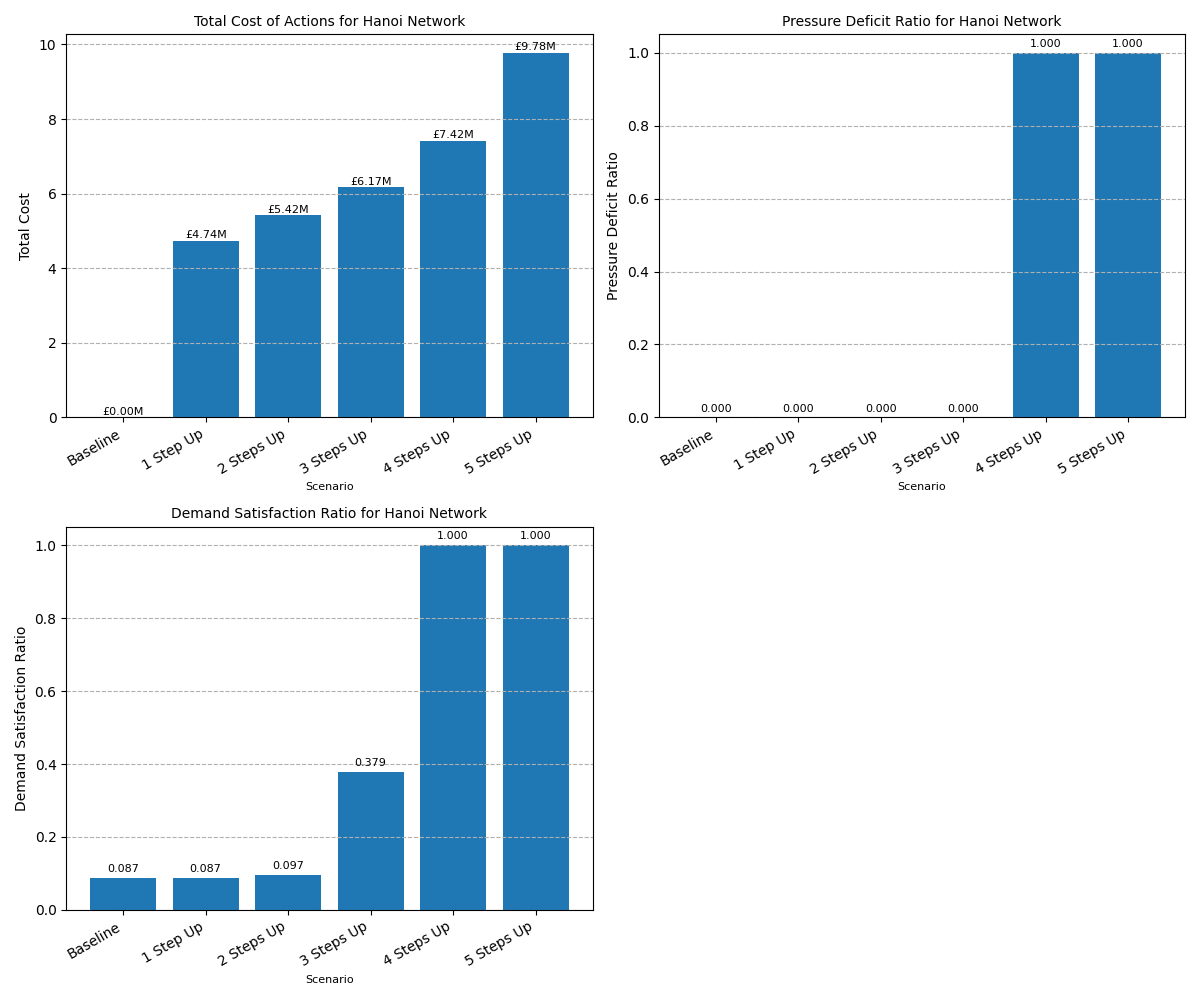 Total Cost of Actions for Hanoi Network
Total Cost
10
8
6
4
2
0
£0.00M
£4.74M
£5.42M
£6.17M
£7.42M
£9.78M
Baseline
1 Step Up
2 Steps Up
3 Steps Up
4 Steps Up
5 Steps Up
Scenario
Pressure Deficit Ratio for Hanoi Network
Pressure Deficit Ratio
1.0
0.8
0.6
0.4
0.2
0.0
0.000
0.000
0.000
0.000
1.000
1.000
Baseline
1 Step Up
2 Steps Up
3 Steps Up
4 Steps Up
5 Steps Up
Scenario
Demand Satisfaction Ratio for Hanoi Network
Demand Satisfaction Ratio
1.0
0.8
0.6
0.4
0.2
0.0
0.087
0.087
0.097
0.379
1.000
1.000
Baseline
1 Step Up
2 Steps Up
3 Steps Up
4 Steps Up
5 Steps Up
Scenario